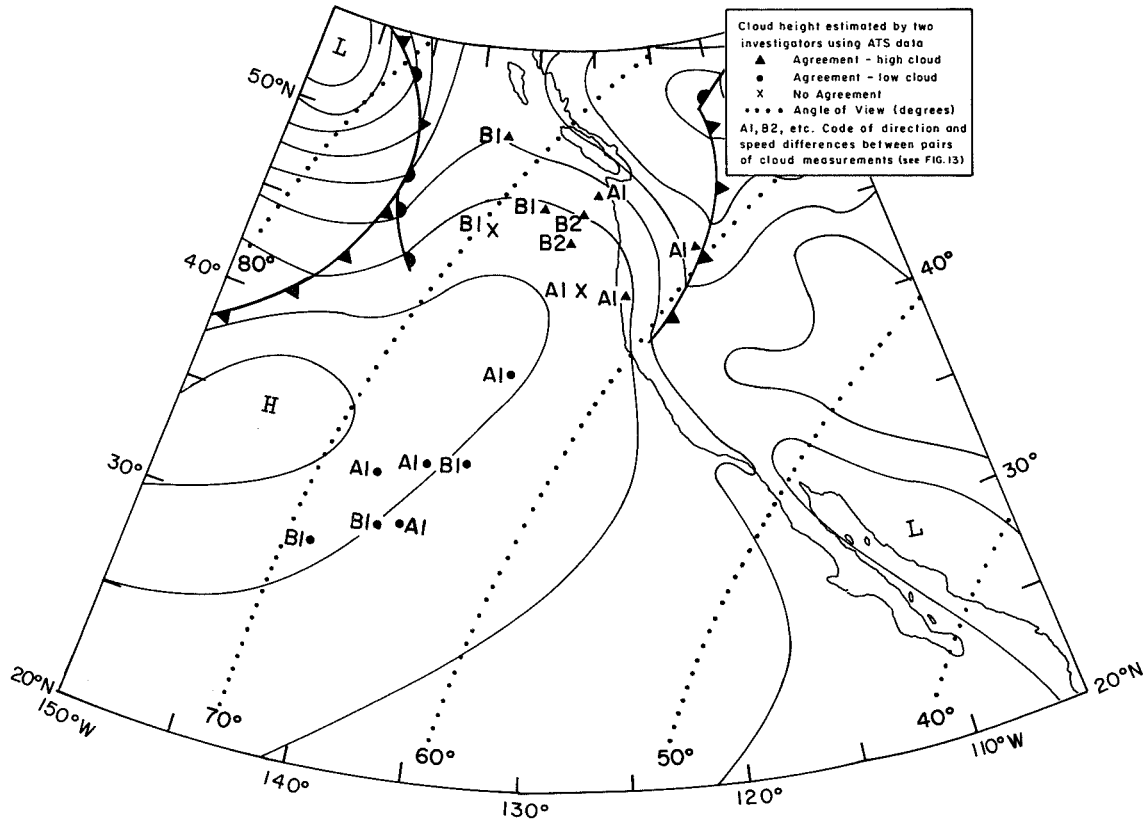 Cloud height estimated by two
investigators using ATS data
▲ Agreement - high cloud
● Agreement - low cloud
X No Agreement
•••• Angle of View (degrees)
A1, B2, etc. Code of direction and
speed differences between pairs
of cloud measurements (see FIG. 13)
L
50°N
B1
A1
B1
B2
B1 X
B2
A1
40°
80°
40°
A1 X
A1
A1
H
30°
A1
A1
B1
30°
B1
A1
B1
L
20°N
150°W
70°
60°
50°
40°
20°N
110°W
140°
130°
120°